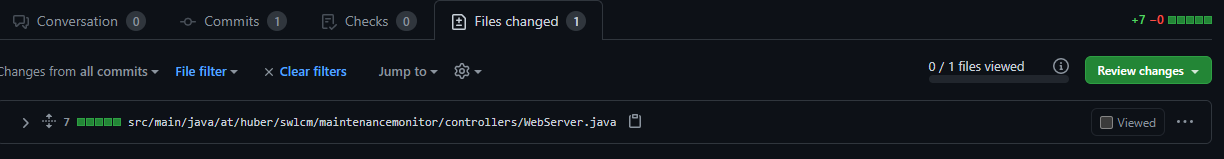 Conversation 0 Commits 1 Checks 0 Files changed 1 +7 −0
Changes from all commits File filter × Clear filters Jump to 0 / 1 files viewed Review changes
7 src/main/java/at/huber/swlcm/maintenancemonitor/controllers/WebServer.java Viewed ...